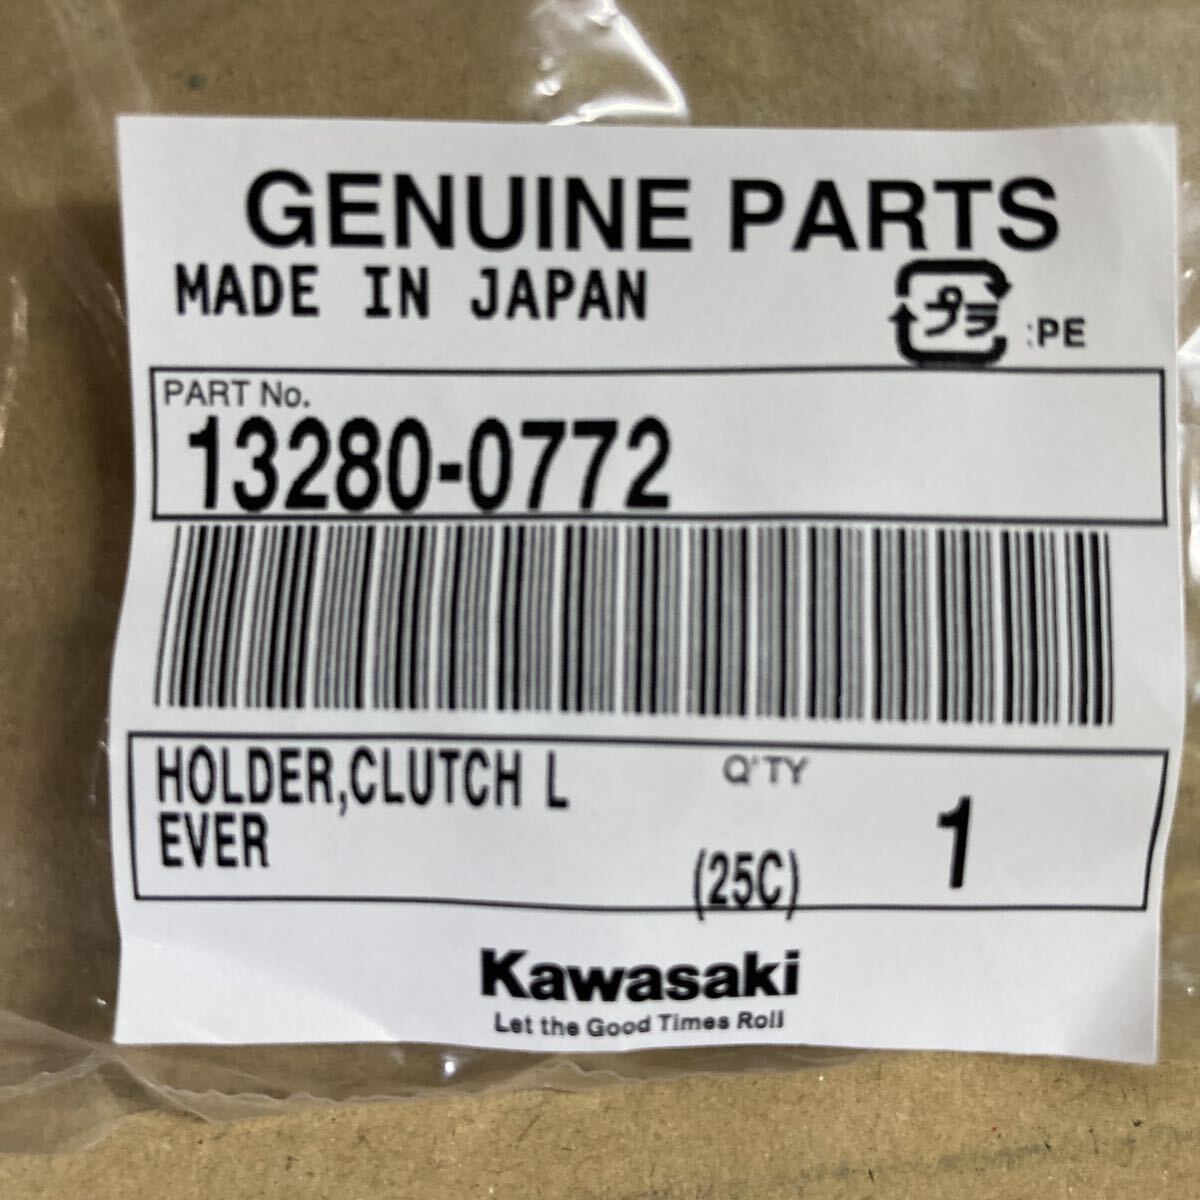 GENUINE PARTS
MADE IN JAPAN
プラ :PE
PART No.
13280-0772
HOLDER,CLUTCH L
EVER
Q'TY
(25C)
1
Kawasaki
Let the Good Times Roll